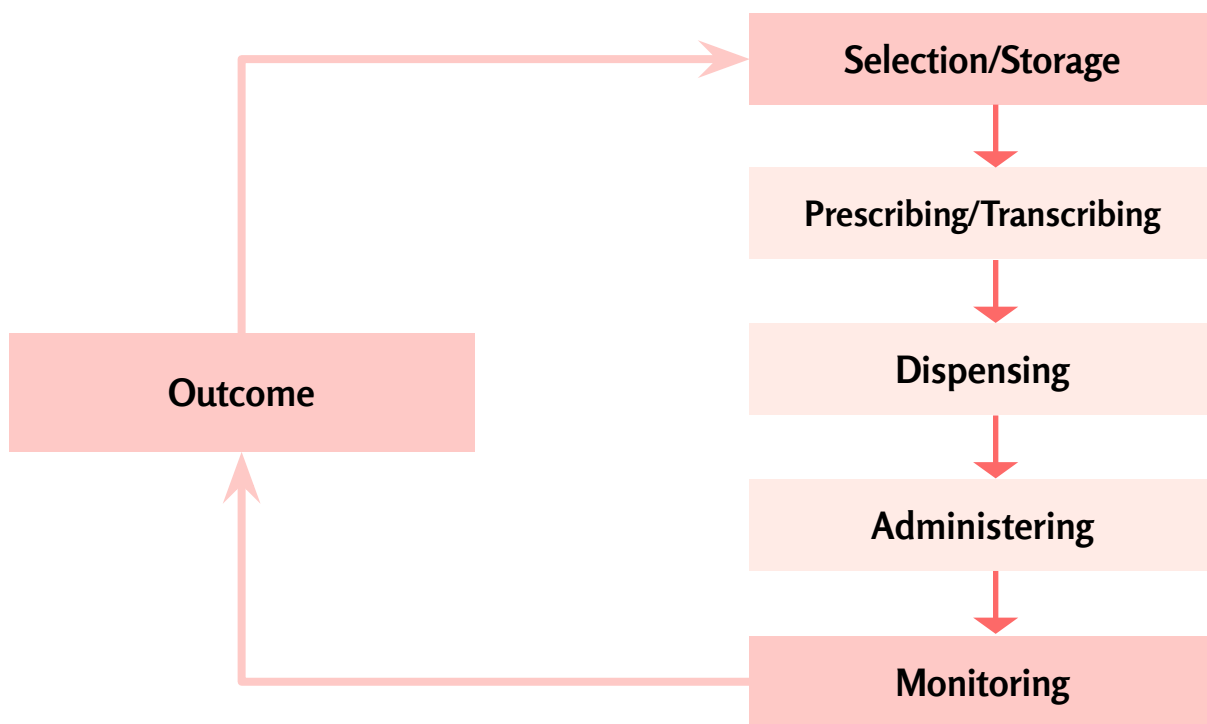 Selection/Storage
Prescribing/Transcribing
Dispensing
Outcome
Administering
Monitoring